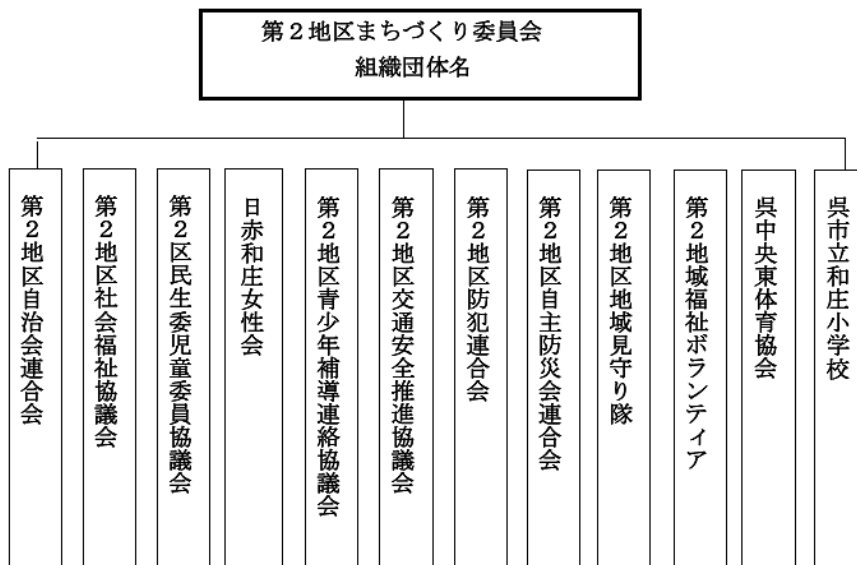 第2地区まちづくり委員会
組織団体名
第2地区自治会連合会
第2地区社会福祉協議会
第2区民生委児童委員協議会
日赤和庄女性会
第2地区青少年補導連絡協議会
第2地区交通安全推進協議会
第2地区防犯連合会
第2地区自主防災会連合会
第2地区地域見守り隊
第2地域福祉ボランティア
呉中央東体育協会
呉市立和庄小学校